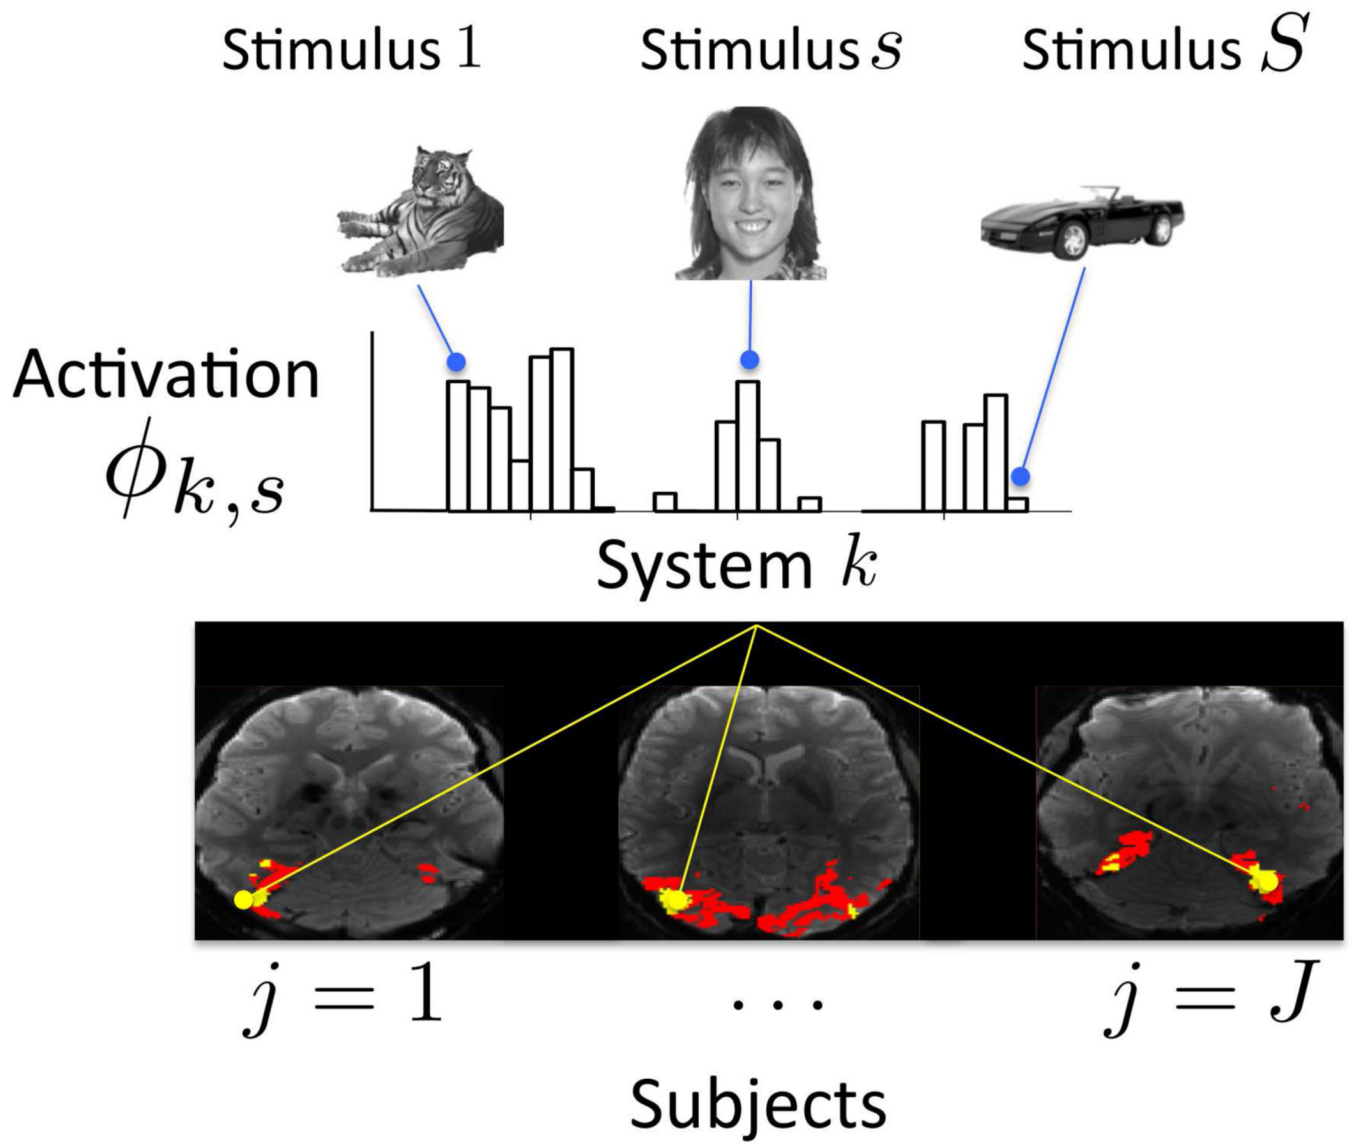 Stimulus 1 Stimulus s Stimulus S
Activation
ϕk,s
System k
j = 1 ... j = J
Subjects